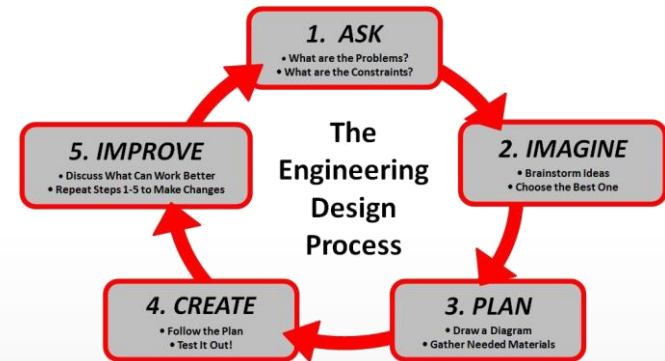 1. ASK
• What are the Problems?
• What are the Constraints?
2. IMAGINE
• Brainstorm Ideas
• Choose the Best One
3. PLAN
• Draw a Diagram
• Gather Needed Materials
4. CREATE
• Follow the Plan
• Test It Out!
5. IMPROVE
• Discuss What Can Work Better
• Repeat Steps 1-5 to Make Changes
The
Engineering
Design
Process